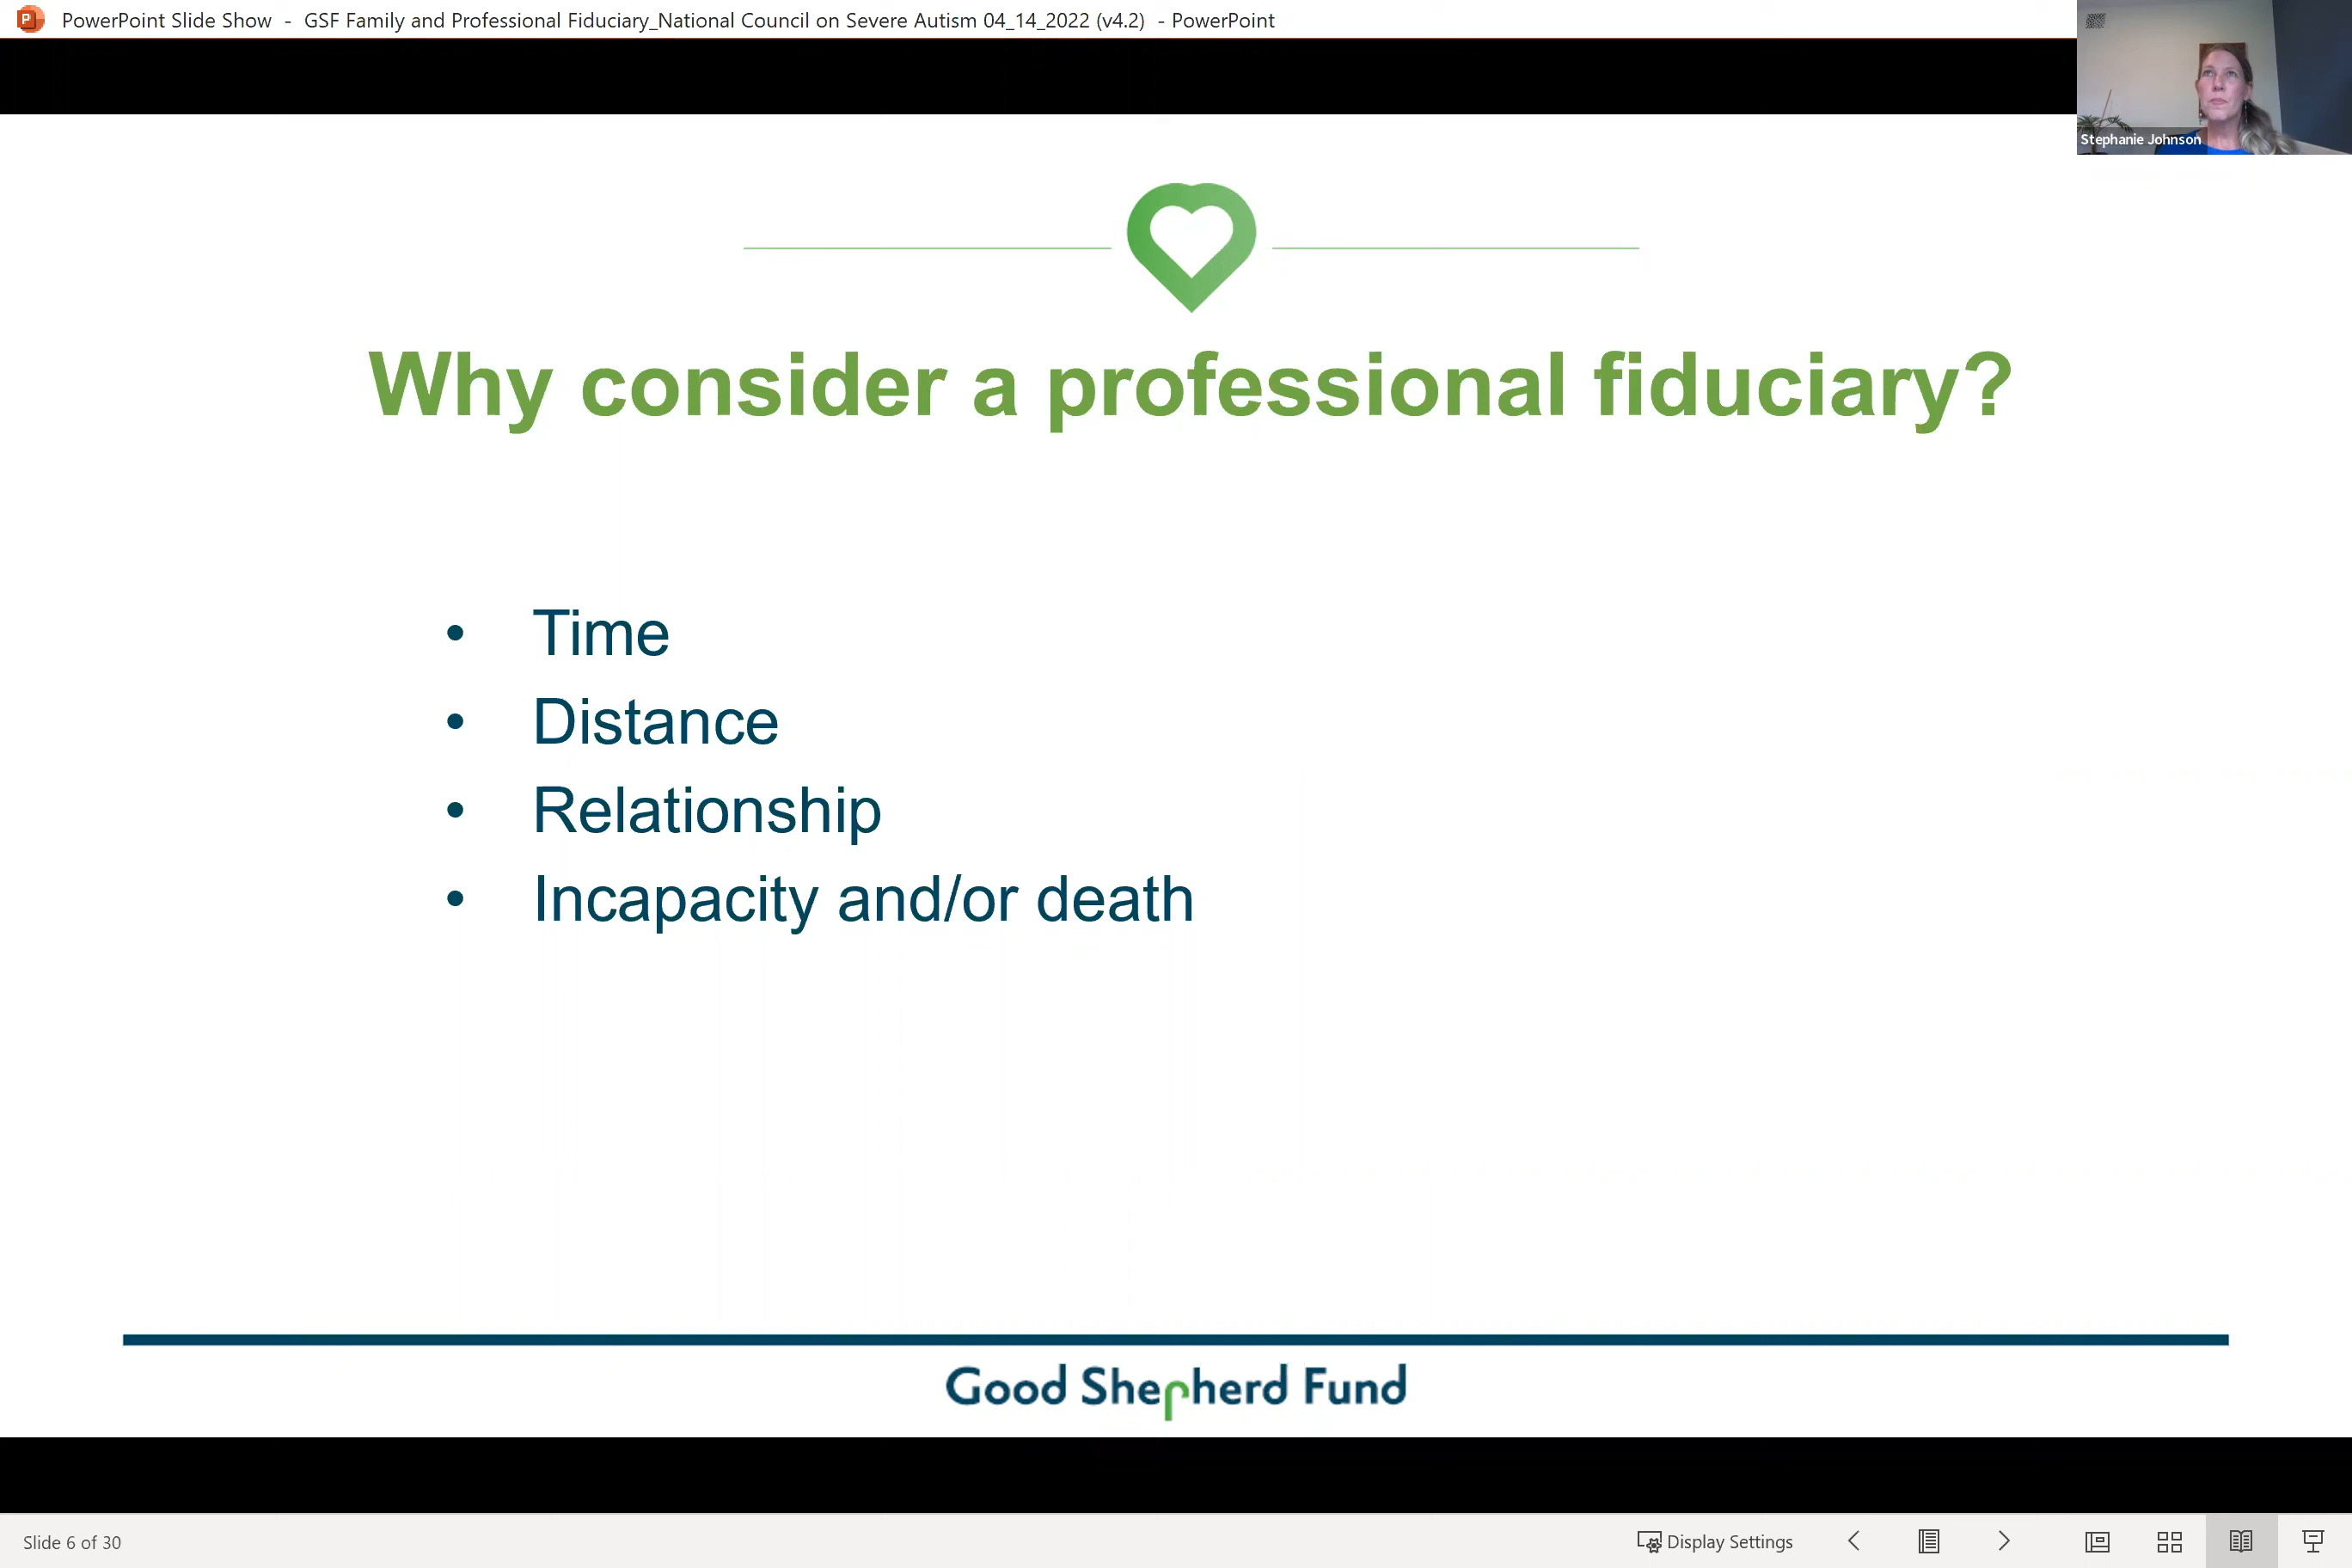 PowerPoint Slide Show - GSF Family and Professional Fiduciary_National Council on Severe Autism 04_14_2022 (v4.2) - PowerPoint
Stephanie Johnson
Why consider a professional fiduciary?
• Time
• Distance
• Relationship
• Incapacity and/or death
Good Shepherd Fund
Slide 6 of 30
Display Settings